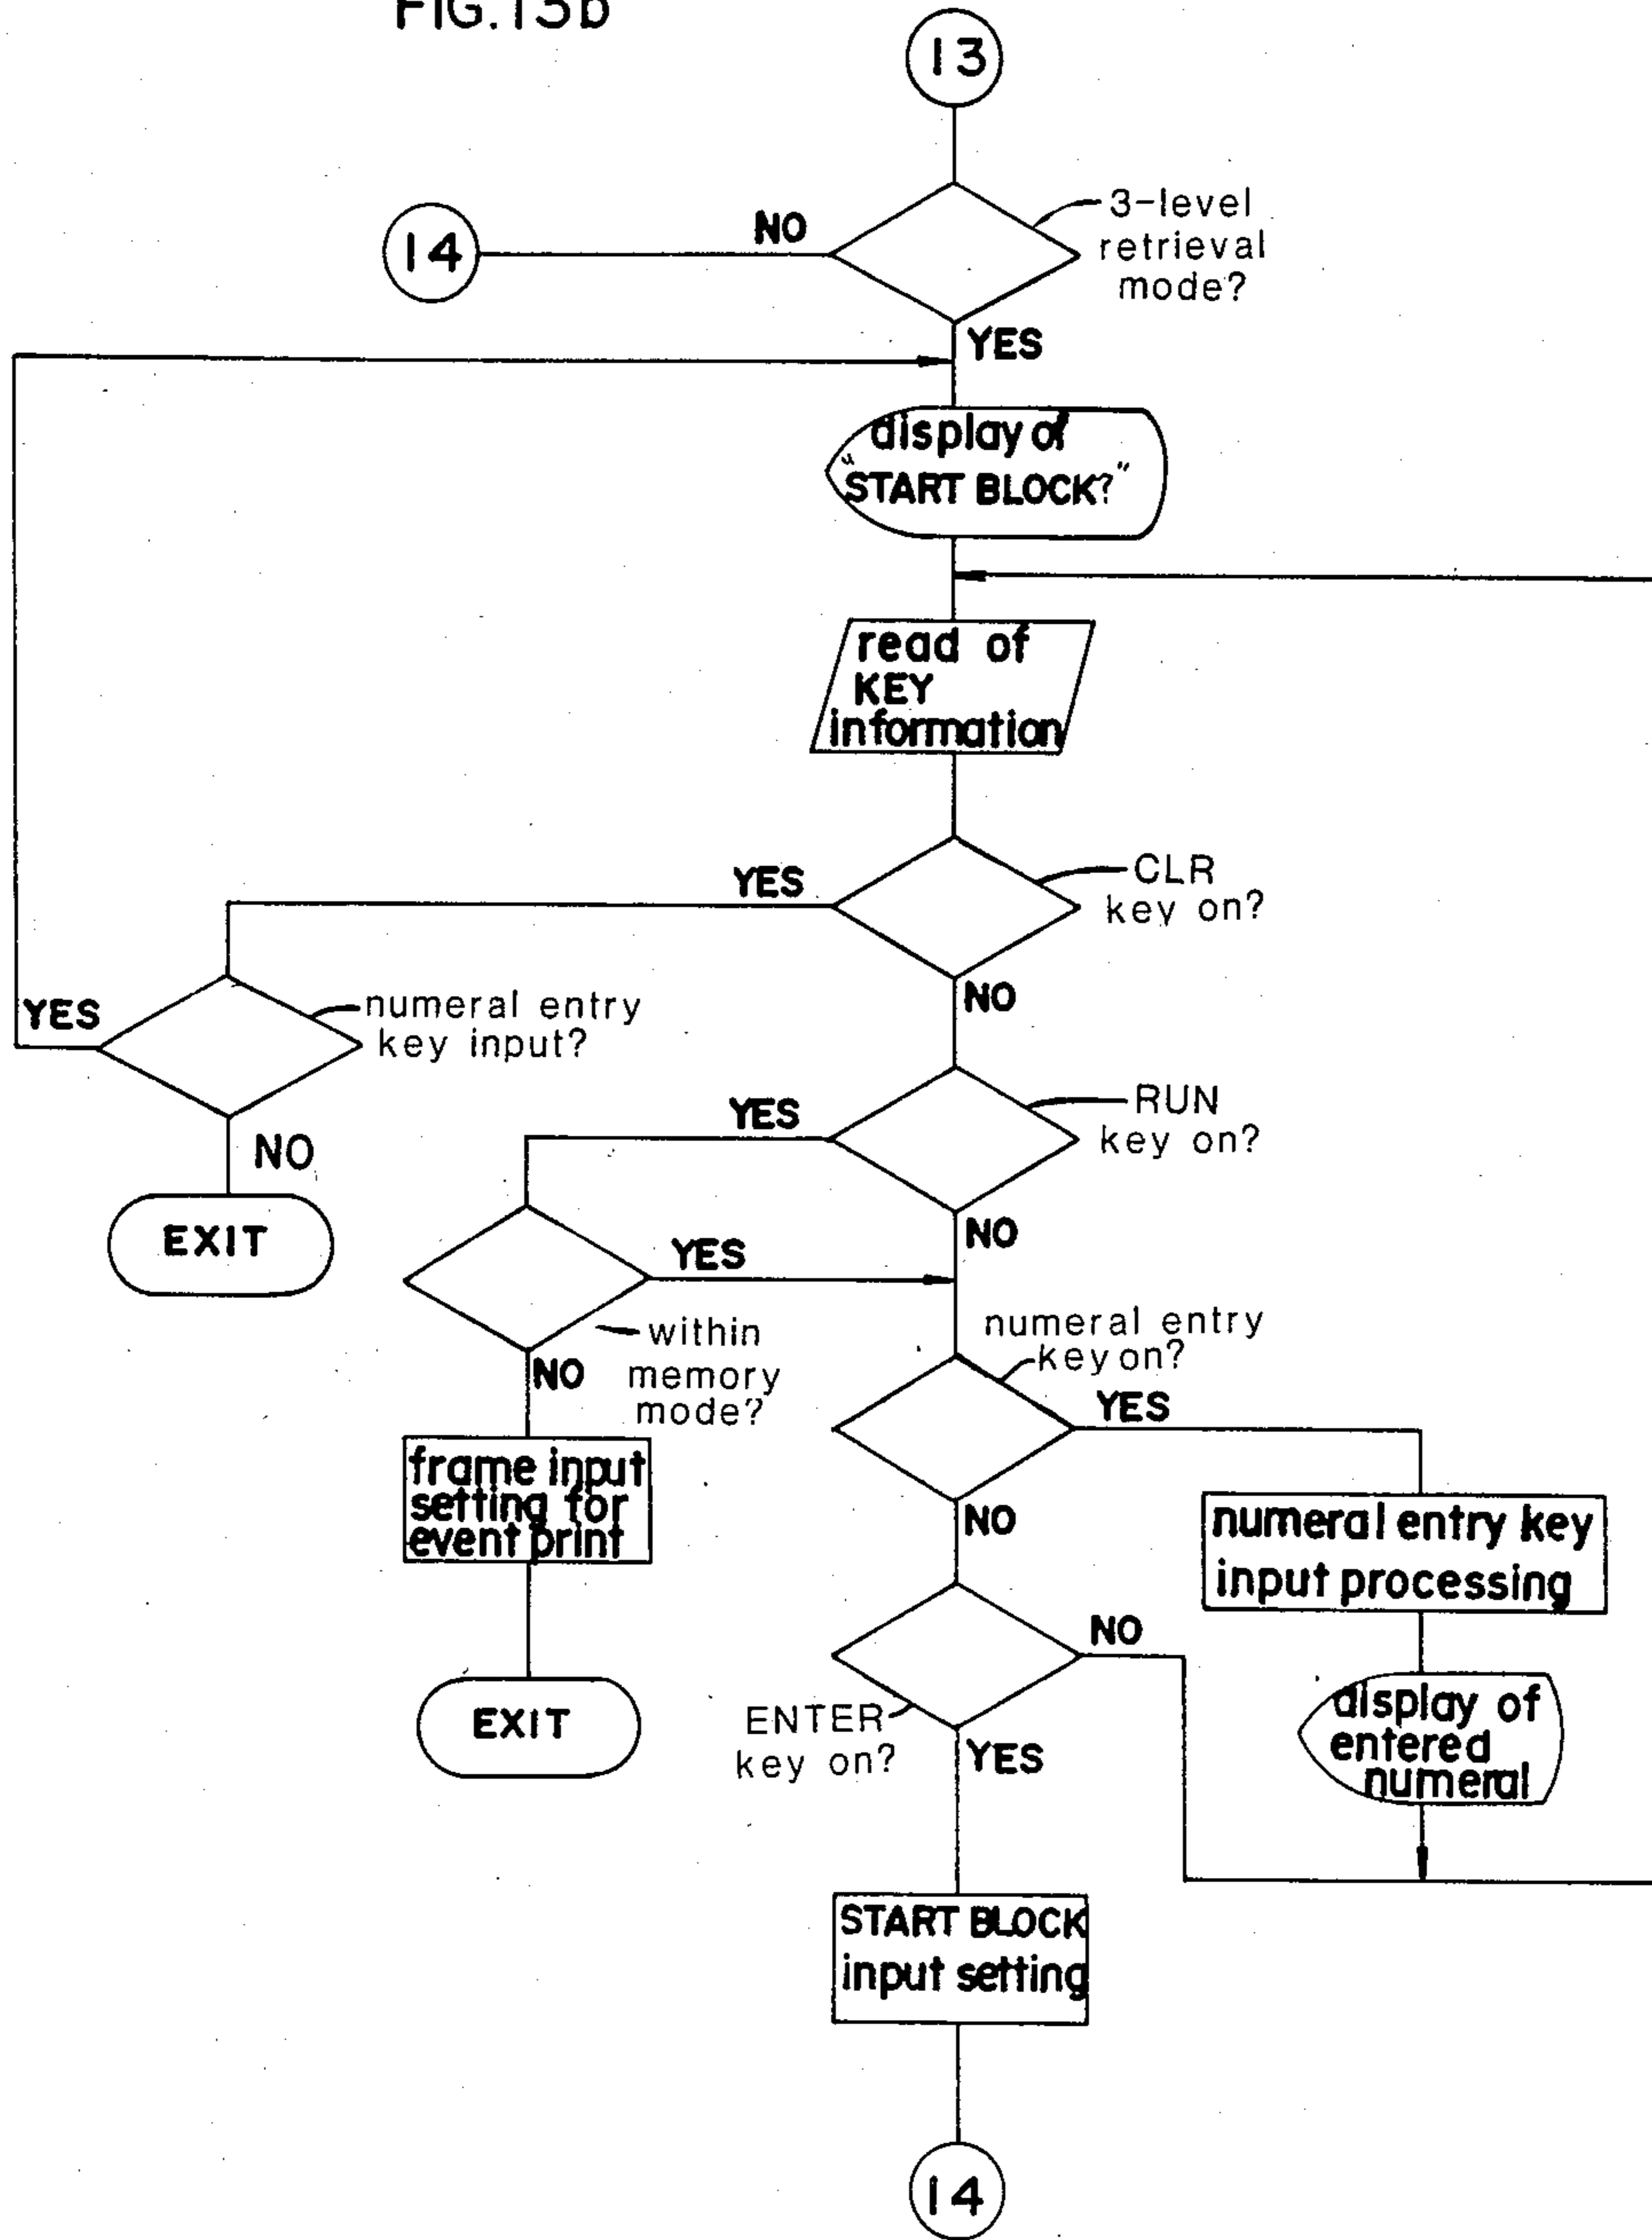 FIG.15b
13
3-level
retrieval
mode?
NO
14
YES
display of
"START BLOCK?"
read of
KEY
information
YES
CLR
key on?
NO
YES
numeral entry
key input?
NO
EXIT
YES
RUN
key on?
NO
YES
within
memory
mode?
NO
numeral entry
key on?
YES
NO
frame input
setting for
event print
EXIT
numeral entry key
input processing
display of
entered
numeral
NO
ENTER
key on?
YES
START BLOCK
input setting
14